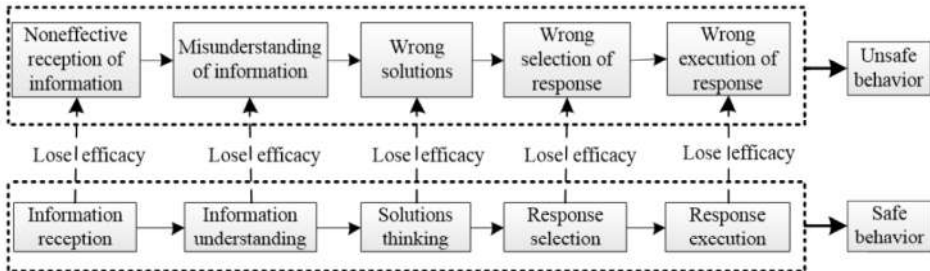 Noneffective
reception of
information
Misunderstanding
of information
Wrong
solutions
Wrong
selection of
response
Wrong
execution of
response
Unsafe
behavior
Lose efficacy
Lose efficacy
Lose efficacy
Lose efficacy
Lose efficacy
Information
reception
Information
understanding
Solutions
thinking
Response
selection
Response
execution
Safe
behavior